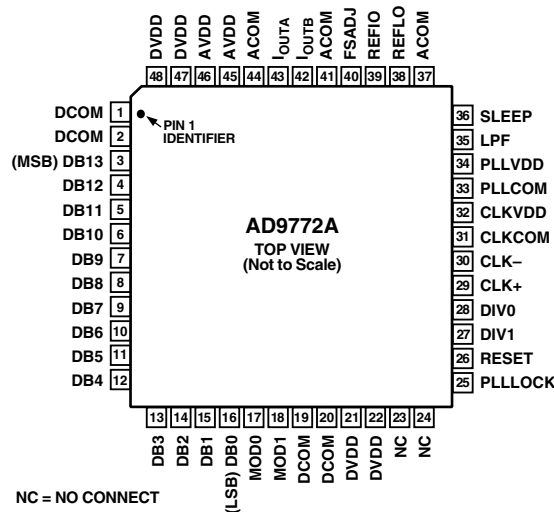 DVDD DVDD AVDD AVDD ACOM IOUTA IOUTB ACOM FSADJ REFIO REFLO ACOM
48 47 46 45 44 43 42 41 40 39 38 37
DCOM 1
DCOM 2
(MSB) DB13 3
DB12 4
DB11 5
DB10 6
DB9 7
DB8 8
DB7 9
DB6 10
DB5 11
DB4 12
PIN 1
IDENTIFIER
AD9772A
TOP VIEW
(Not to Scale)
36 SLEEP
35 LPF
34 PLLVDD
33 PLLCOM
32 CLKVDD
31 CLKCOM
30 CLK–
29 CLK+
28 DIV0
27 DIV1
26 RESET
25 PLLLOCK
13 14 15 16 17 18 19 20 21 22 23 24
DB3 DB2 DB1 (LSB) DB0 MOD0 MOD1 DCOM DCOM DVDD DVDD NC NC
NC = NO CONNECT